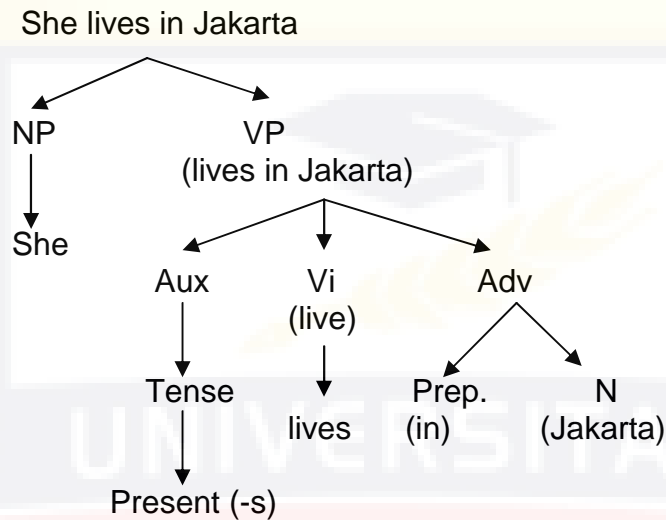 She lives in Jakarta
NP VP
(lives in Jakarta)
She
Aux Vi Adv
(live)
Tense Prep. N
lives (in) (Jakarta)
Present (-s)
UNIVERSITA